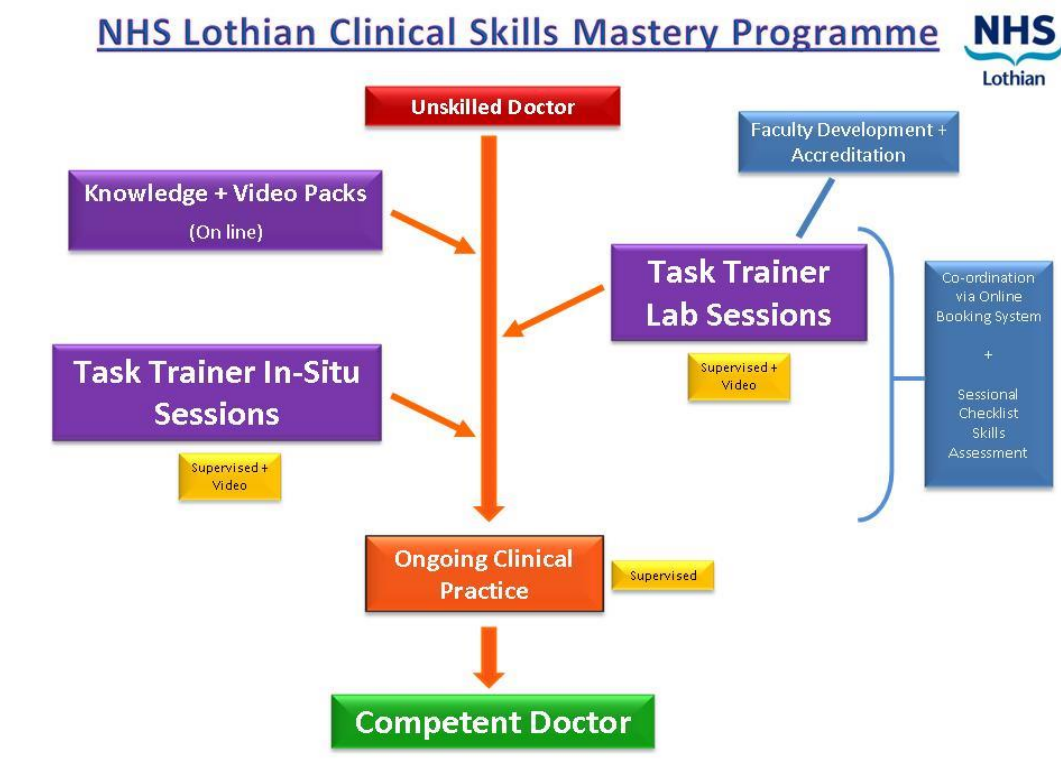 NHS Lothian Clinical Skills Mastery Programme
NHS
Lothian
Unskilled Doctor
Faculty Development +
Accreditation
Knowledge + Video Packs
(On line)
Task Trainer
Lab Sessions
Supervised +
Video
Co-ordination
via Online
Booking System
+
Sessional
Checklist
Skills
Assessment
Task Trainer In-Situ
Sessions
Supervised +
Video
Ongoing Clinical
Practice
Supervised
Competent Doctor